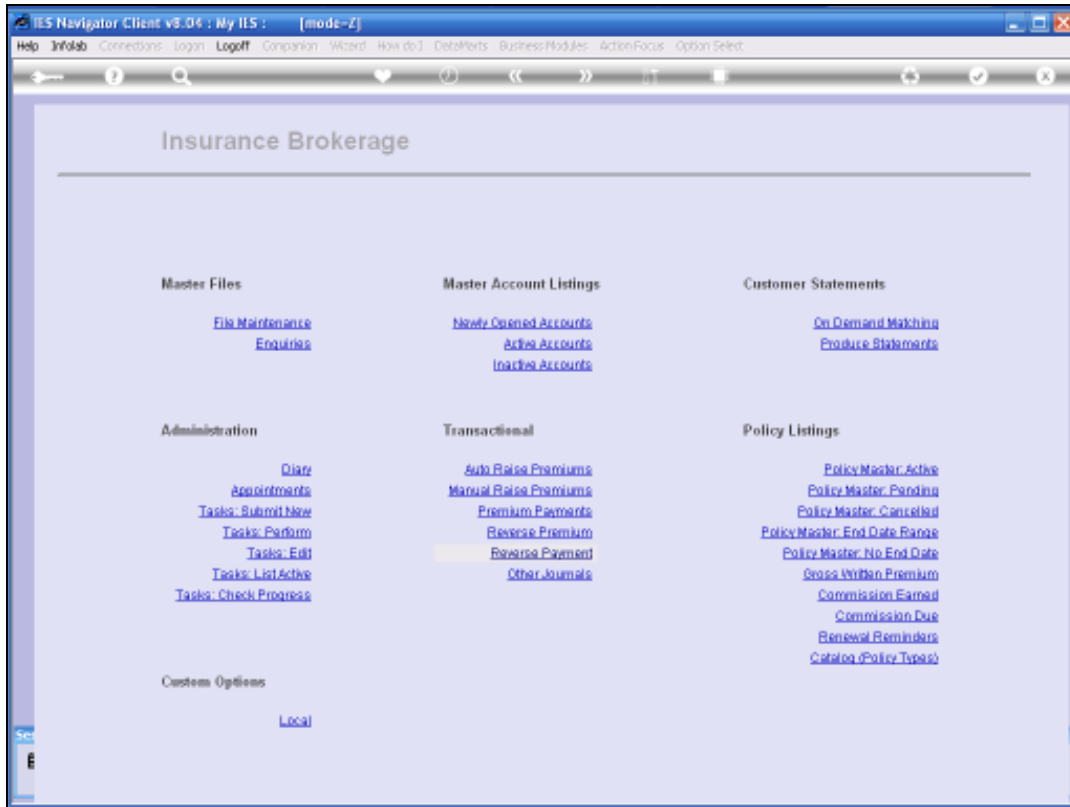 IES Navigator Client v8.04 : My IES : [mode=Z]
Help Infolab Connections Logon Logoff Companion Wizard How do I DataAlerts Business Modules Action Focus Option Select
Insurance Brokerage
Master Files
File Maintenance
Enquiries
Master Account Listings
Newly Opened Accounts
Active Accounts
Inactive Accounts
Customer Statements
On Demand Matching
Produce Statements
Administration
Diary
Appointments
Tasks: Submit New
Tasks: Perform
Tasks: Edit
Tasks: List Active
Tasks: Check Progress
Transactional
Auto Raise Premiums
Manual Raise Premiums
Premium Payments
Reverse Premium
Reverse Payment
Other Journals
Policy Listings
Policy Master: Active
Policy Master: Pending
Policy Master: Cancelled
Policy Master: End Date Range
Policy Master: No End Date
Gross Written Premium
Commission Earned
Commission Due
Renewal Reminders
Catalog (Policy Types)
Custom Options
Local